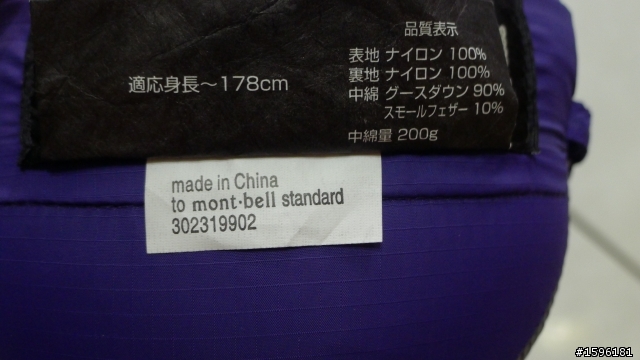 品質表示
適応身長～178cm
表地 ナイロン 100%
裏地 ナイロン 100%
中綿 グースダウン 90%
スモールフェザー 10%
中綿量 200g
made in China
to mont·bell standard
302319902
#1596181